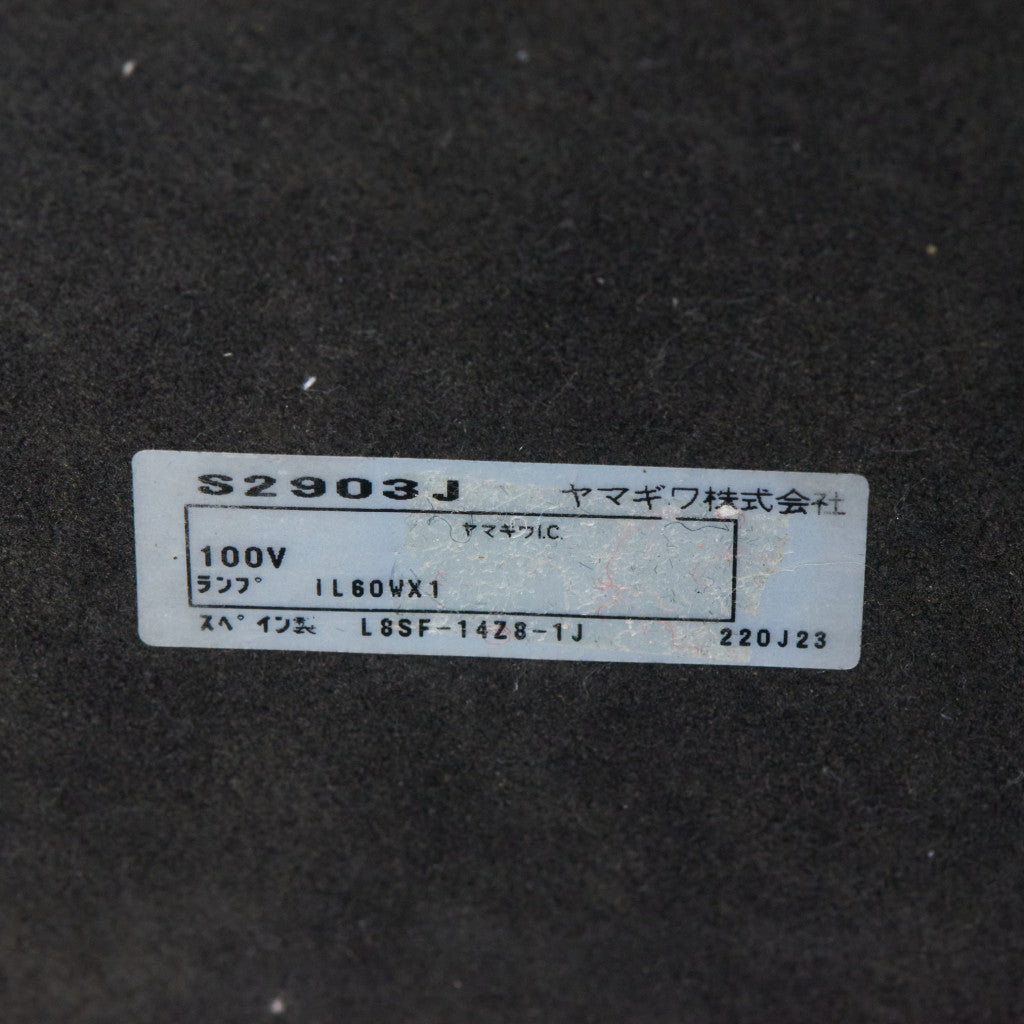 S2903J ヤマギワ株式会社
ヤマギワI.C.
100V
ランプ IL60WX1
スペイン製 L8SF-14Z8-1J 220J23